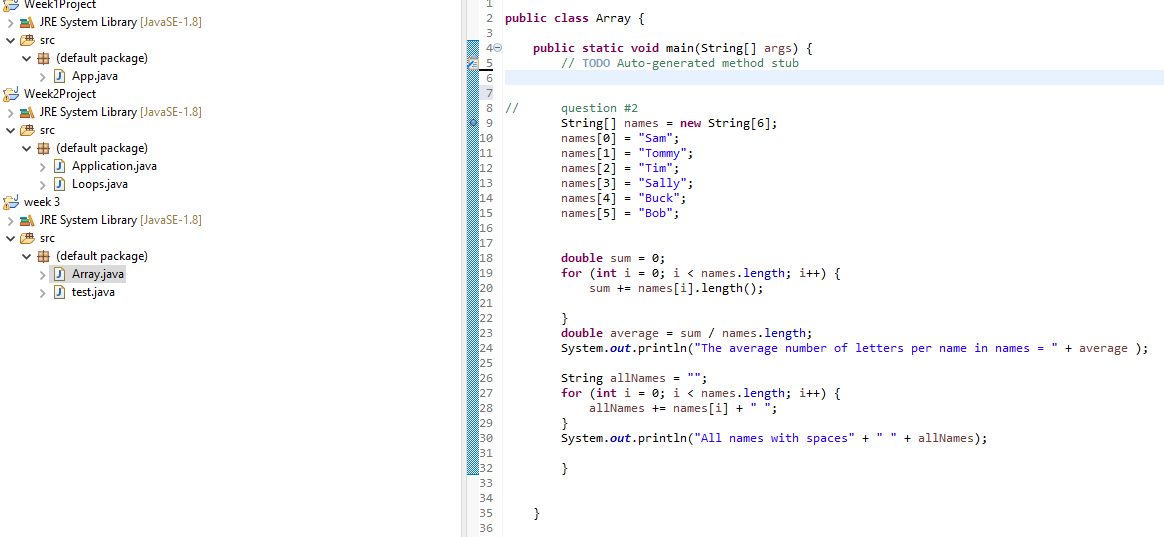 Week1Project
JRE System Library [JavaSE-1.8]
src
(default package)
App.java
Week2Project
JRE System Library [JavaSE-1.8]
src
(default package)
Application.java
Loops.java
week 3
JRE System Library [JavaSE-1.8]
src
(default package)
Array.java
test.java
1
2 public class Array {
3
4 public static void main(String[] args) {
5 // TODO Auto-generated method stub
6
7
8 // question #2
9 String[] names = new String[6];
10 names[0] = "Sam";
11 names[1] = "Tommy";
12 names[2] = "Tim";
13 names[3] = "Sally";
14 names[4] = "Buck";
15 names[5] = "Bob";
16
17
18 double sum = 0;
19 for (int i = 0; i < names.length; i++) {
20 sum += names[i].length();
21
22 }
23 double average = sum / names.length;
24 System.out.println("The average number of letters per name in names = " + average );
25
26 String allNames = "";
27 for (int i = 0; i < names.length; i++) {
28 allNames += names[i] + " ";
29 }
30 System.out.println("All names with spaces" + " " + allNames);
31
32 }
33
34
35 }
36